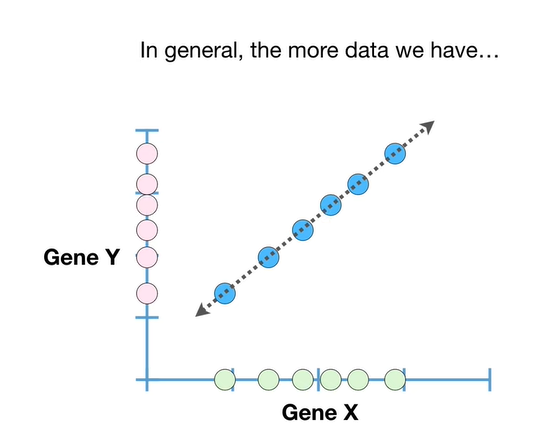 In general, the more data we have…
Gene Y
Gene X